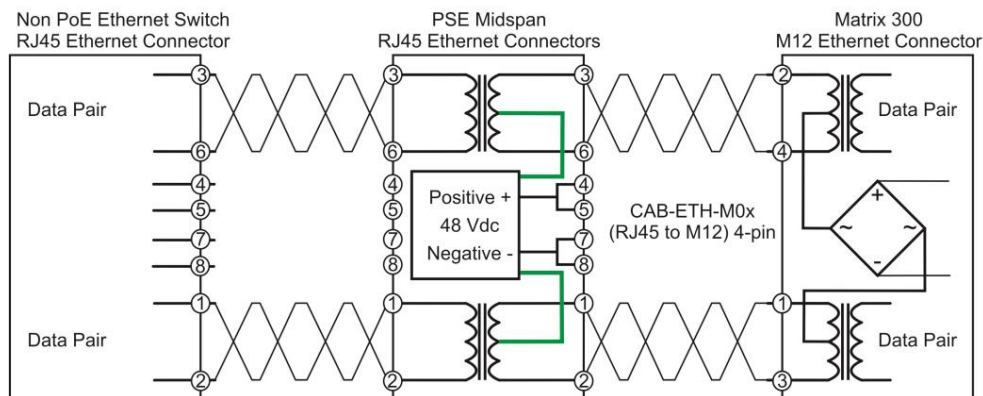 Non PoE Ethernet Switch
RJ45 Ethernet Connector
PSE Midspan
RJ45 Ethernet Connectors
Matrix 300
M12 Ethernet Connector
3
Data Pair
6
4
5
7
8
1
Data Pair
2
3
6
4
5
7
8
1
2
Positive +
48 Vdc
Negative -
3
6
4
5
7
8
1
2
CAB-ETH-M0x
(RJ45 to M12) 4-pin
2
Data Pair
4
+
~ ~
-
1
Data Pair
3